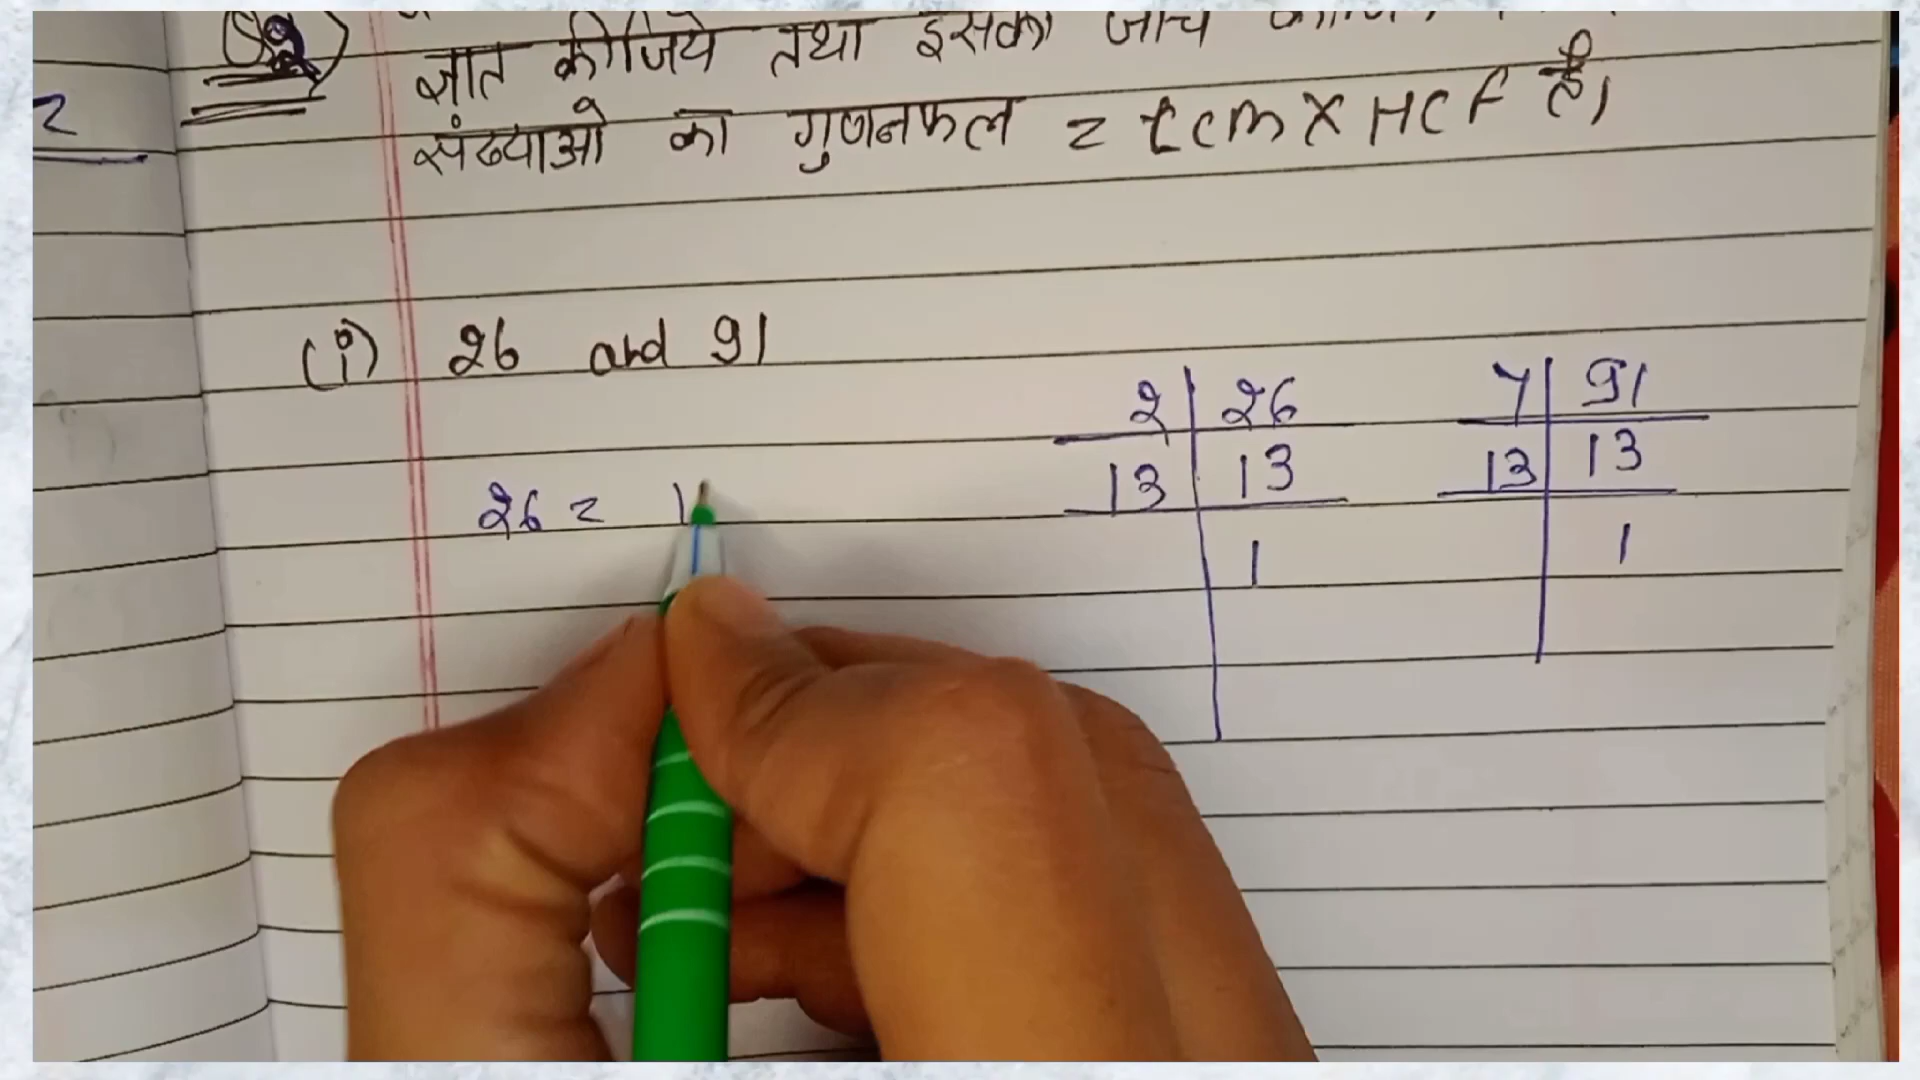 ज्ञात कीजिये तथा इसकी जांच
संख्याओ का गुणनफल = LCM X HCF है।
2
(i) 26 and 91
2 26 7 91
13 13 13 13
26 = 1
1 1